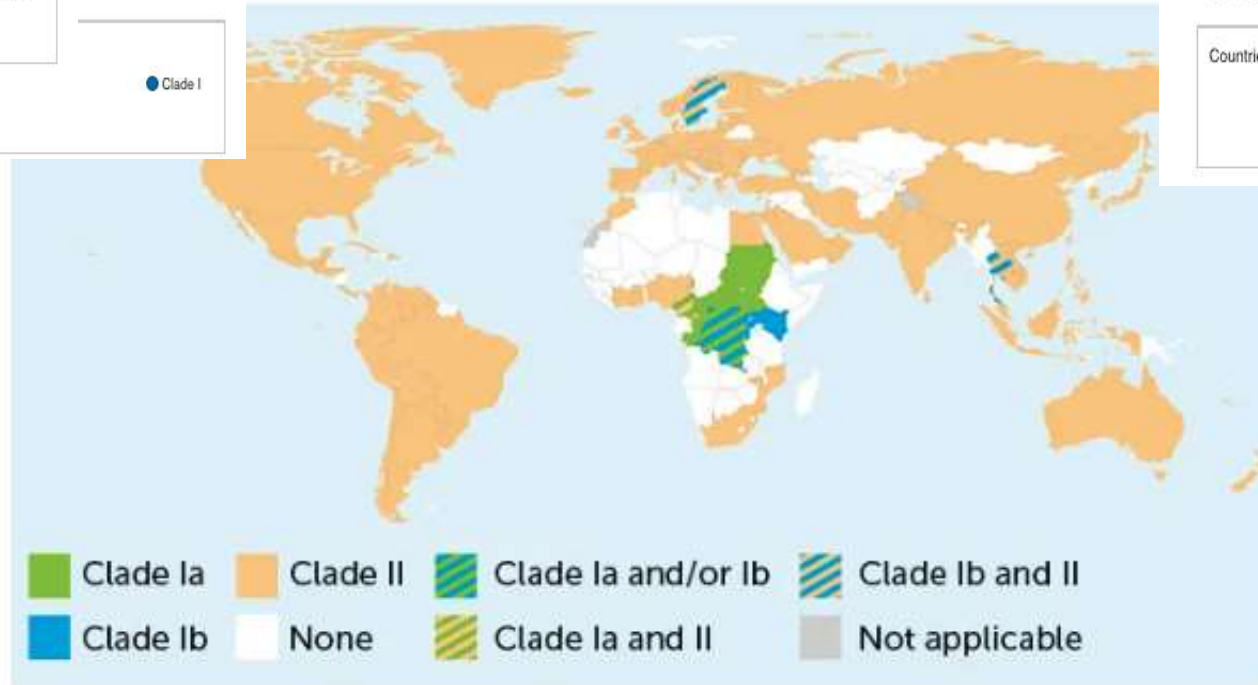 Clade I
Countri
Clade Ia
Clade II
Clade Ia and/or Ib
Clade Ib and II
Clade Ib
None
Clade Ia and II
Not applicable